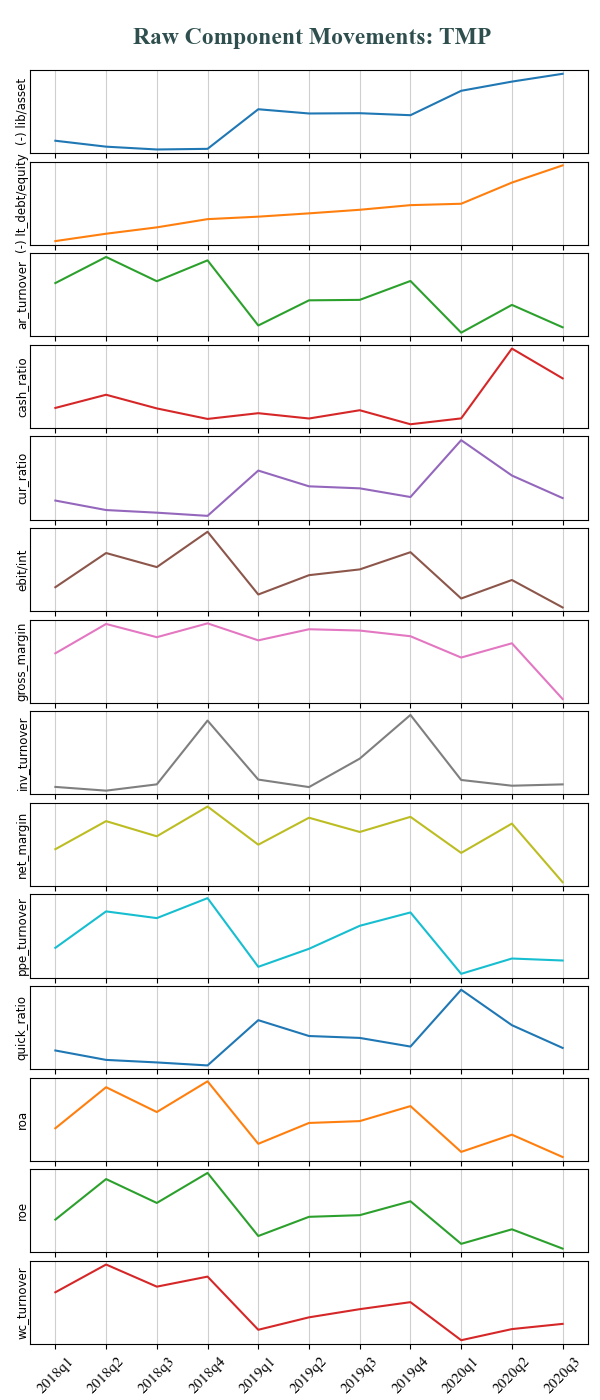 Raw Component Movements: TMP
(-) lib/asset
(-) lt_debt/equity
ar_turnover
cash_ratio
cur_ratio
ebit/int
gross_margin
inv_turnover
net_margin
ppe_turnover
quick_ratio
roa
roe
wc_turnover
2018q1
2018q2
2018q3
2018q4
2019q1
2019q2
2019q3
2019q4
2020q1
2020q2
2020q3